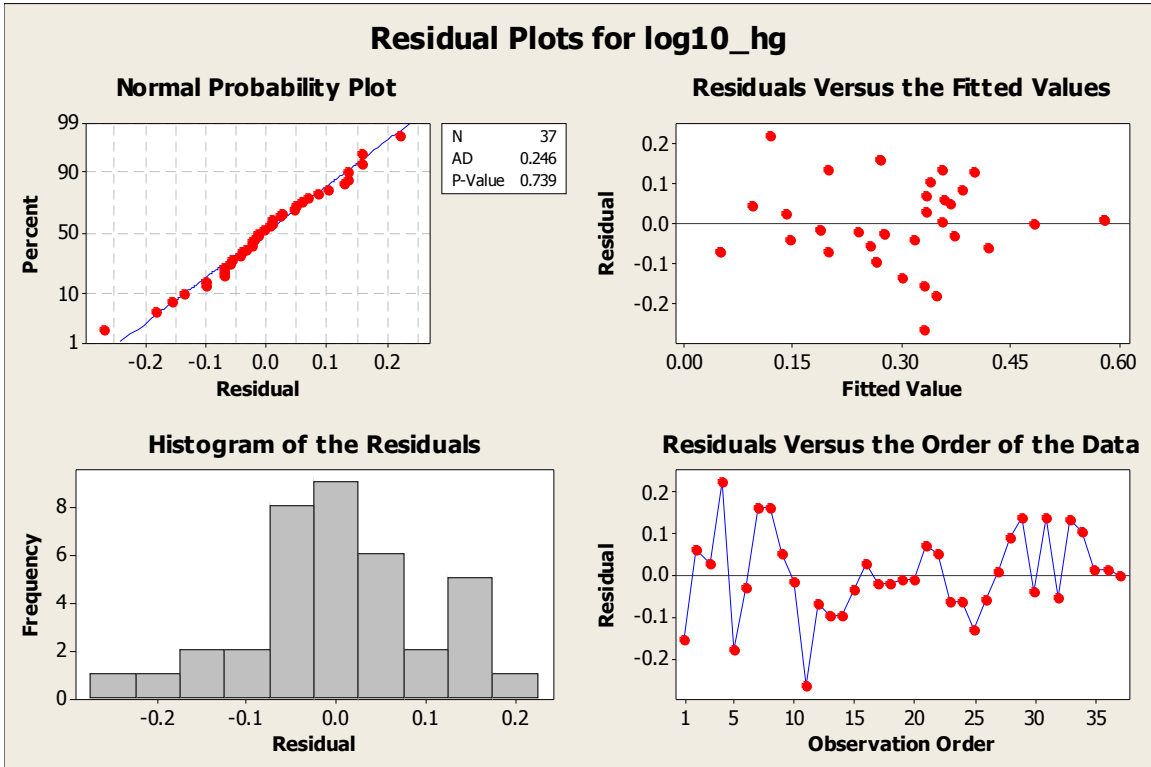 Residual Plots for log10_hg
Normal Probability Plot
99
90
50
10
1
Percent
-0.2 -0.1 0.0 0.1 0.2
Residual
N 37
AD 0.246
P-Value 0.739
Residuals Versus the Fitted Values
0.2
0.1
0.0
-0.1
-0.2
Residual
0.00 0.15 0.30 0.45 0.60
Fitted Value
Histogram of the Residuals
8
6
4
2
0
Frequency
-0.2 -0.1 0.0 0.1 0.2
Residual
Residuals Versus the Order of the Data
0.2
0.1
0.0
-0.1
-0.2
Residual
1 5 10 15 20 25 30 35
Observation Order